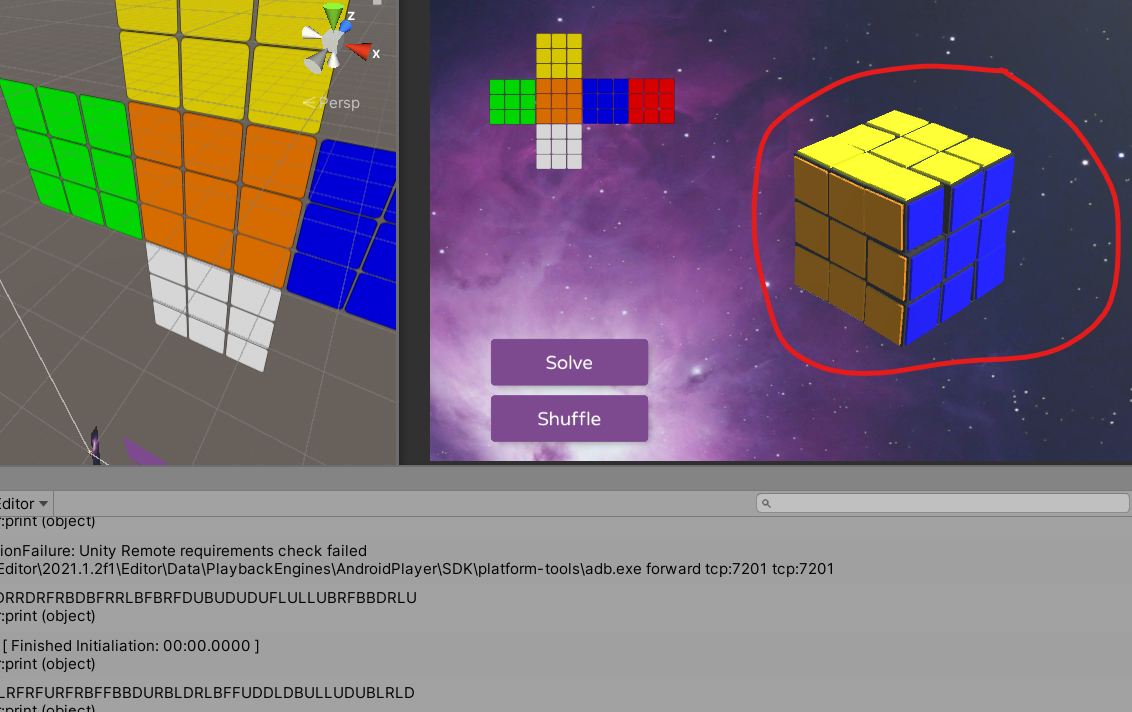 z
x
Persp
Solve
Shuffle
Editor
:print (object)
ionFailure: Unity Remote requirements check failed
Editor\2021.1.2f1\Editor\Data\PlaybackEngines\AndroidPlayer\SDK\platform-tools\adb.exe forward tcp:7201 tcp:7201
DRRDRFRBDBFRRLBFBRFDUBUDUDUFLULLUBRFBBDRLU
:print (object)
[ Finished Initialiation: 00:00.0000 ]
:print (object)
LRFRFURFRBFFBBDURBLDRLBFFUDDLDBULLUDUBLRLD
:print (object)